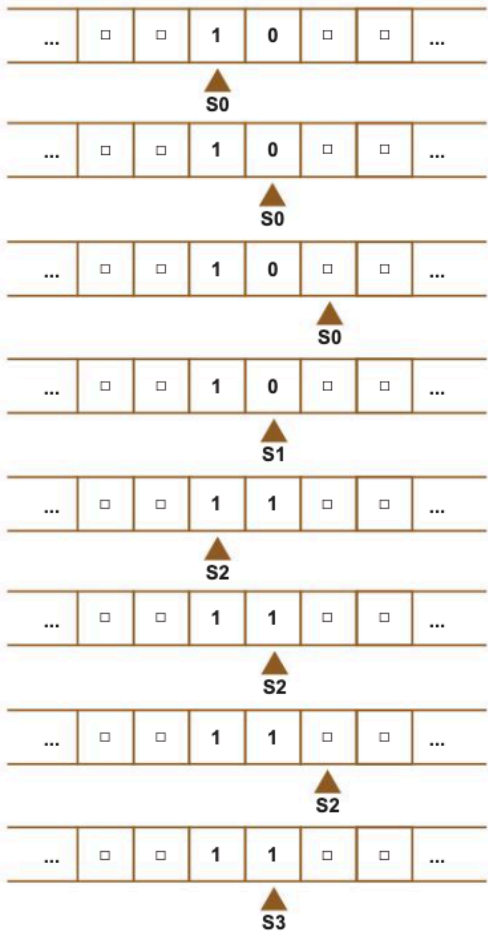 ... □ □ 1 0 □ □ ...
S0
... □ □ 1 0 □ □ ...
S0
... □ □ 1 0 □ □ ...
S0
... □ □ 1 0 □ □ ...
S1
... □ □ 1 1 □ □ ...
S2
... □ □ 1 1 □ □ ...
S2
... □ □ 1 1 □ □ ...
S2
... □ □ 1 1 □ □ ...
S3